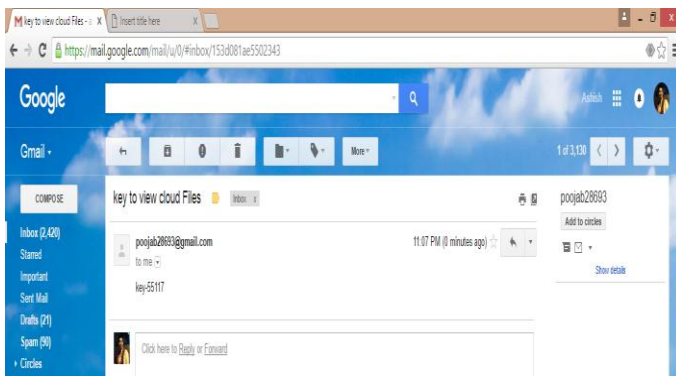 key to view cloud Files - a X
Insert title here X
https://mail.google.com/mail/u/0/#inbox/153d081ae5502343
Google
Ashish
Gmail
More
1 of 3,130
COMPOSE
key to view cloud Files
Inbox x
poojab28693
Add to circles
Show details
Inbox (2,420)
Starred
Important
Sent Mail
Drafts (21)
Spam (90)
Circles
poojab28693@gmail.com
11:07 PM (0 minutes ago)
to me
key-55117
Click here to Reply or Forward